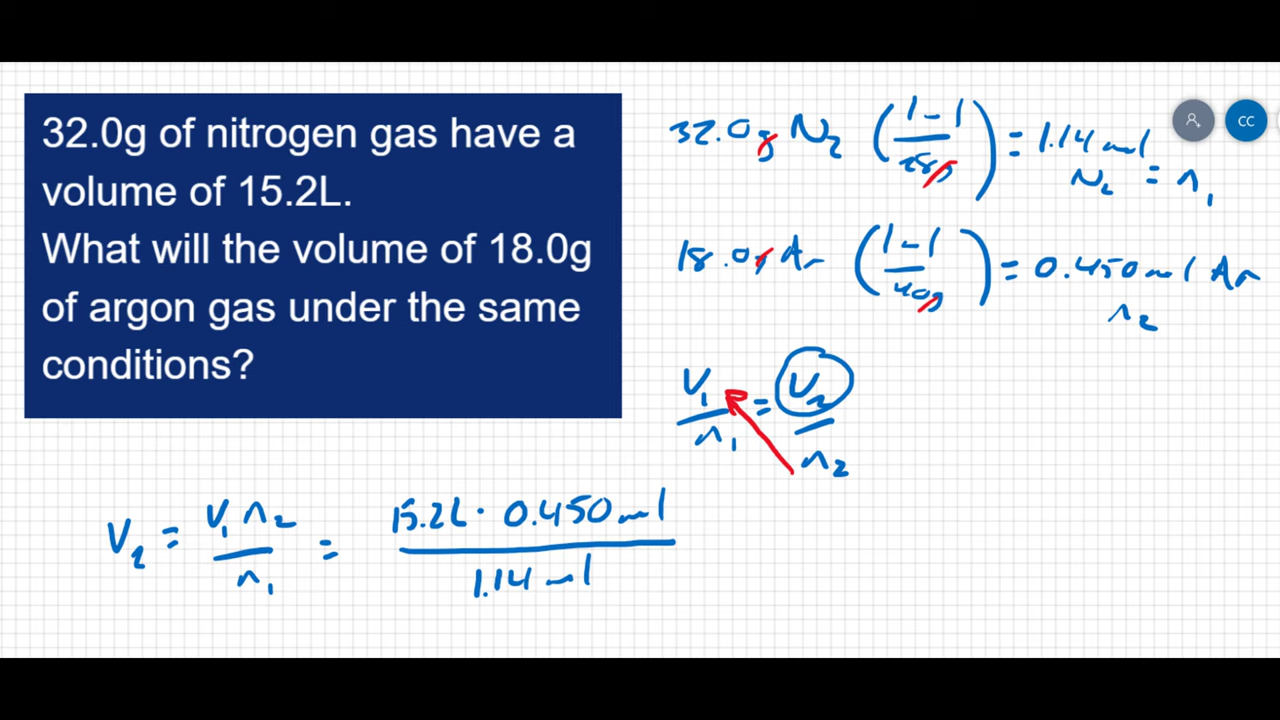 32.0g of nitrogen gas have a
volume of 15.2L.
What will the volume of 18.0g
of argon gas under the same
conditions?
32.0g N₂ (1 mol / 28g) = 1.14 mol
N₂ = n₁
CC
18.0g Ar (1 mol / 40g) = 0.450 mol Ar
n₂
V₁ / n₁ = V₂ / n₂
V₂ = V₁ n₂ / n₁ = 15.2L · 0.450 mol / 1.14 mol